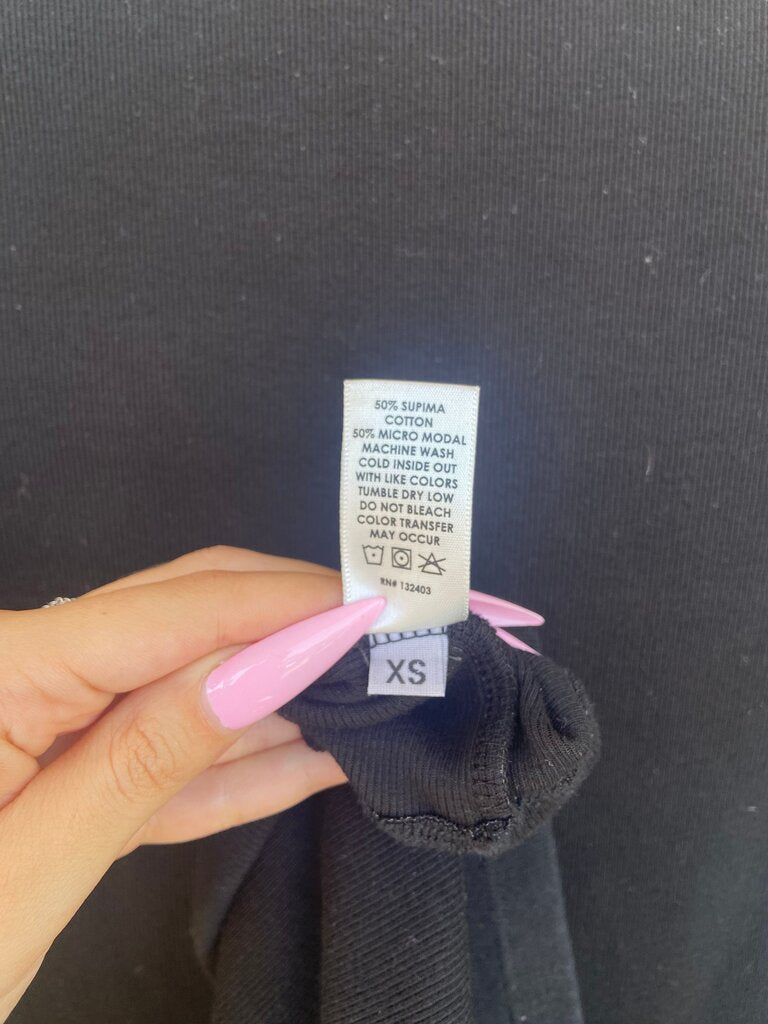 50% SUPIMA
COTTON
50% MICRO MODAL
MACHINE WASH
COLD INSIDE OUT
WITH LIKE COLORS
TUMBLE DRY LOW
DO NOT BLEACH
COLOR TRANSFER
MAY OCCUR
RN# 132403
XS